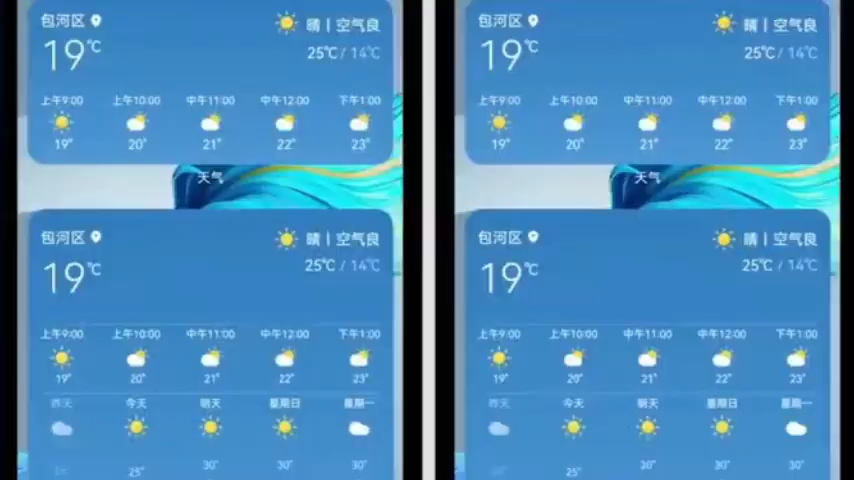 包河区
晴丨空气良
19℃
25℃ / 14℃
上午9:00 上午10:00 中午11:00 中午12:00 下午1:00
19° 20° 21° 22° 23°
天气
包河区
晴丨空气良
19℃
25℃ / 14℃
上午9:00 上午10:00 中午11:00 中午12:00 下午1:00
19° 20° 21° 22° 23°
昨天 今天 明天 星期日 星期一
25° 30° 30° 30°
包河区
晴丨空气良
19℃
25℃ / 14℃
上午9:00 上午10:00 中午11:00 中午12:00 下午1:00
19° 20° 21° 22° 23°
天气
包河区
晴丨空气良
19℃
25℃ / 14℃
上午9:00 上午10:00 中午11:00 中午12:00 下午1:00
19° 20° 21° 22° 23°
昨天 今天 明天 星期日 星期一
25° 30° 30° 30°